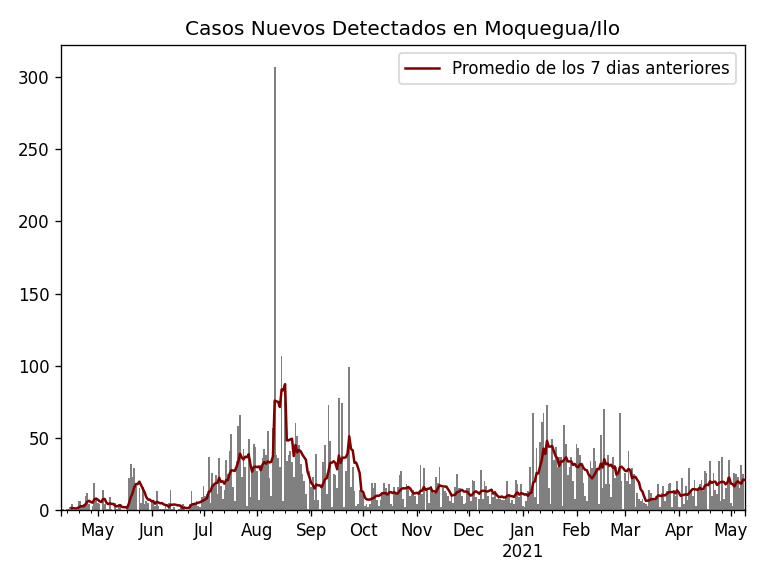 Casos Nuevos Detectados en Moquegua/Ilo
Promedio de los 7 dias anteriores
300
250
200
150
100
50
0
May Jun Jul Aug Sep Oct Nov Dec Jan Feb Mar Apr May
2021